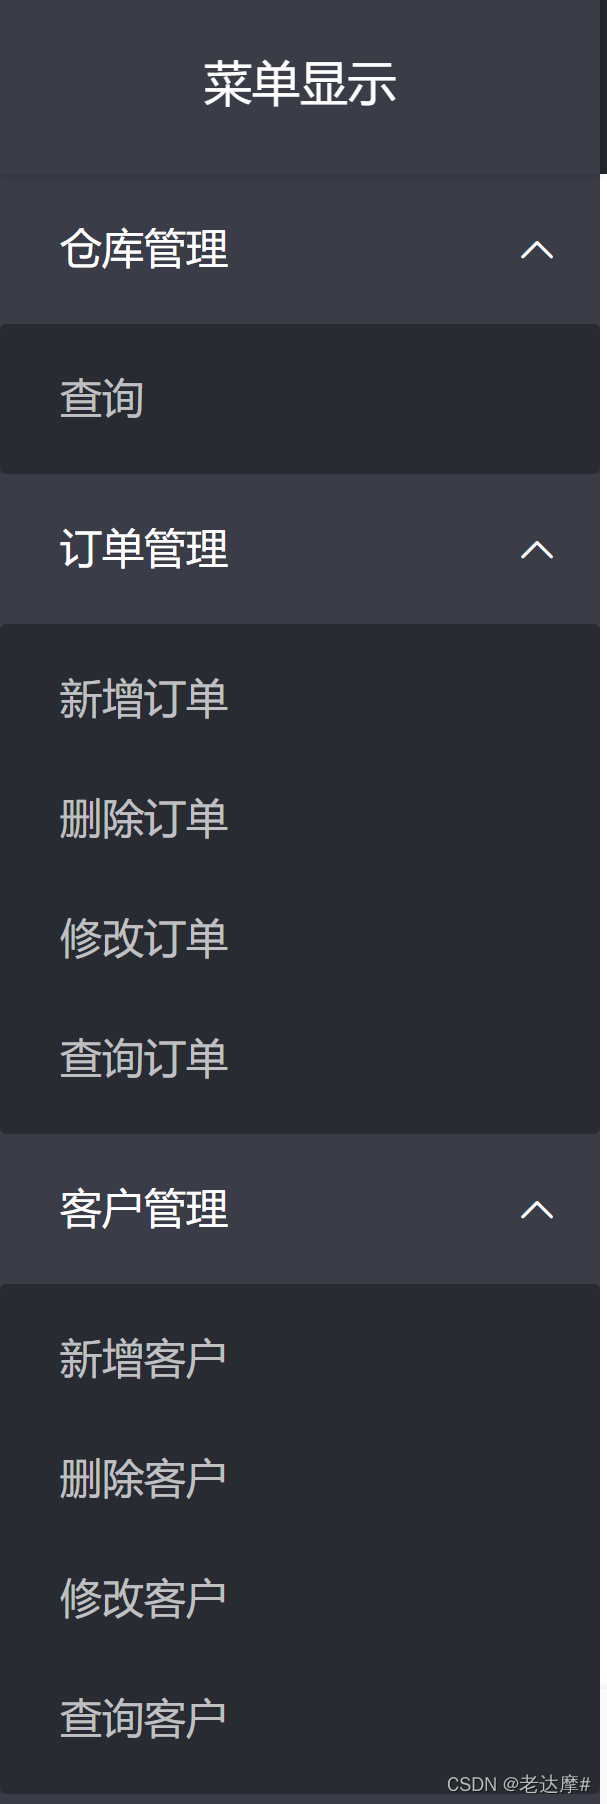 菜单显示
仓库管理
查询
订单管理
新增订单
删除订单
修改订单
查询订单
客户管理
新增客户
删除客户
修改客户
查询客户
CSDN @老达摩#